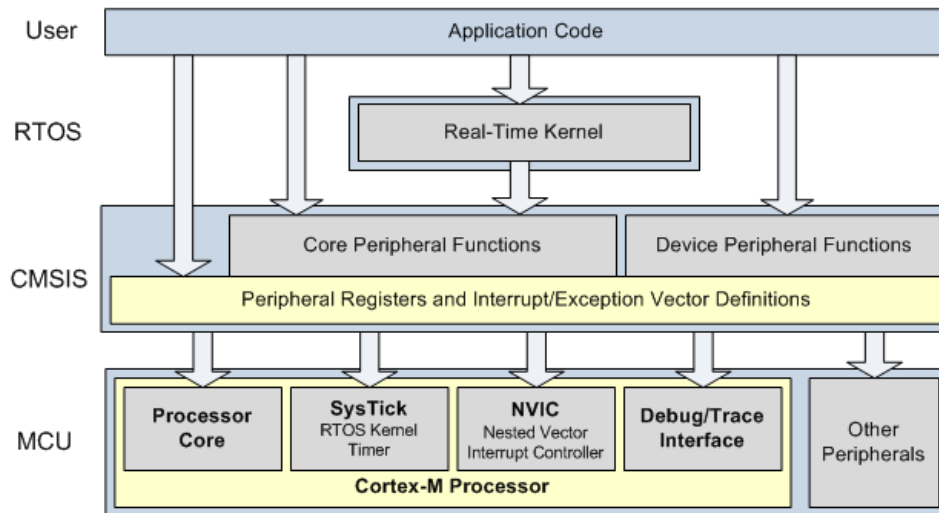 User
Application Code
RTOS
Real-Time Kernel
Core Peripheral Functions
Device Peripheral Functions
CMSIS
Peripheral Registers and Interrupt/Exception Vector Definitions
MCU
Processor
Core
SysTick
RTOS Kernel
Timer
NVIC
Nested Vector
Interrupt Controller
Debug/Trace
Interface
Other
Peripherals
Cortex-M Processor